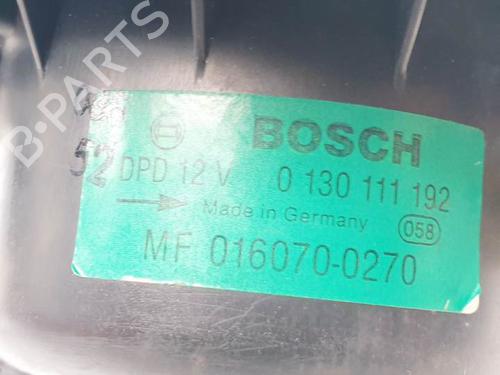 B-PARTS
BOSCH
52 DPD 12 V 0 130 111 192
Made in Germany 058
MF 016070-0270